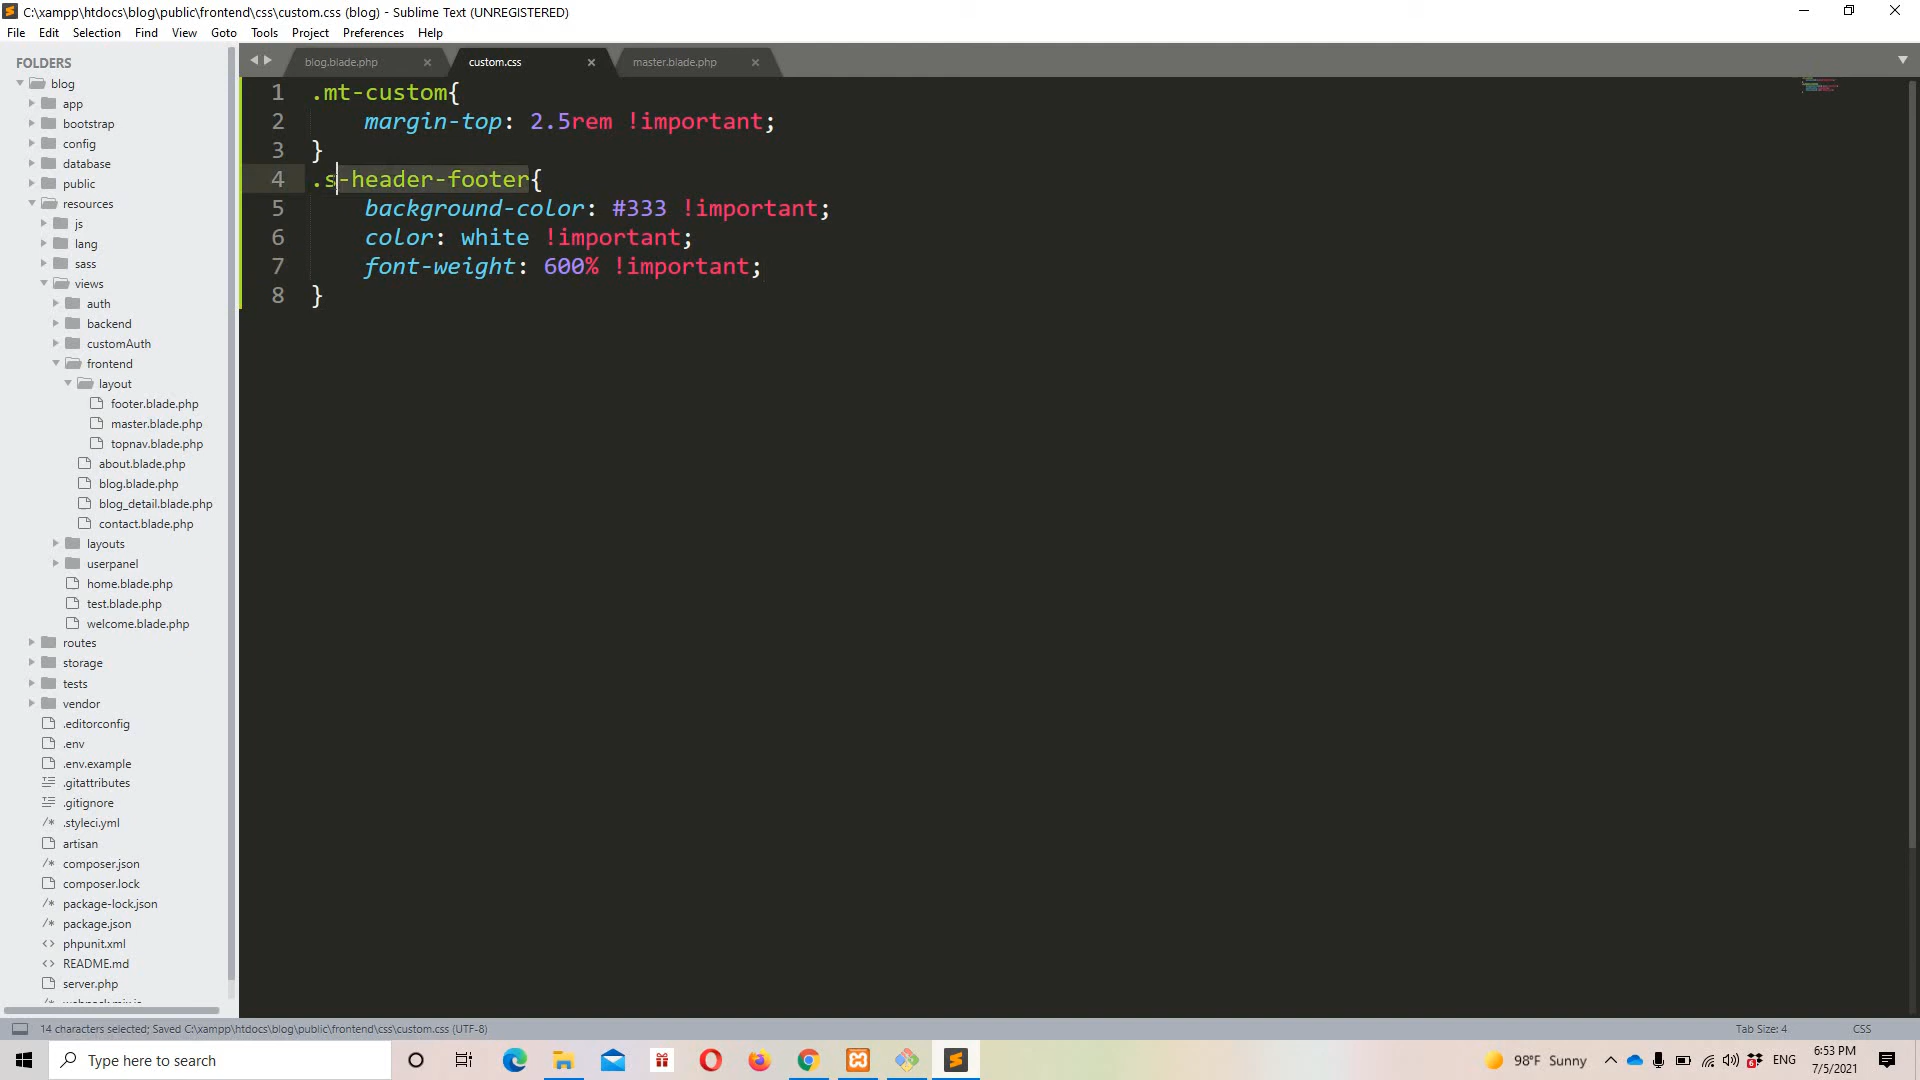 C:\xampp\htdocs\blog\public\frontend\css\custom.css (blog) - Sublime Text (UNREGISTERED)
File Edit Selection Find View Goto Tools Project Preferences Help
FOLDERS
blog
app
bootstrap
config
database
public
resources
js
lang
sass
views
auth
backend
customAuth
frontend
layout
footer.blade.php
master.blade.php
topnav.blade.php
about.blade.php
blog.blade.php
blog_detail.blade.php
contact.blade.php
layouts
userpanel
home.blade.php
test.blade.php
welcome.blade.php
routes
storage
tests
vendor
.editorconfig
.env
.env.example
.gitattributes
.gitignore
/* .styleci.yml
artisan
/* composer.json
composer.lock
/* package-lock.json
/* package.json
<> phpunit.xml
<> README.md
server.php
blog.blade.php
custom.css
master.blade.php
1 .mt-custom{
2 margin-top: 2.5rem !important;
3 }
4 .s-header-footer{
5 background-color: #333 !important;
6 color: white !important;
7 font-weight: 600% !important;
8 }
14 characters selected; Saved C:\xampp\htdocs\blog\public\frontend\css\custom.css (UTF-8)
Tab Size: 4
CSS
Type here to search
98°F Sunny
ENG
6:53 PM
7/5/2021